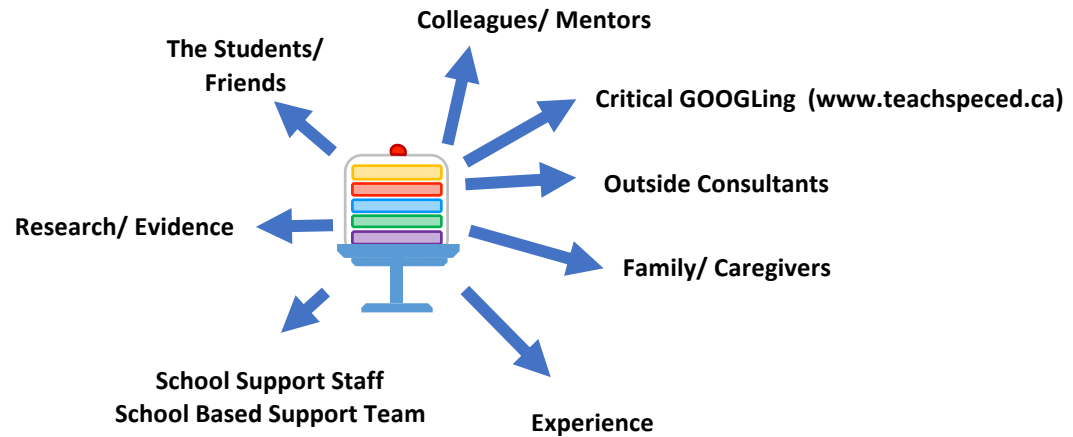 Colleagues/ Mentors
The Students/
Friends
Critical GOOGLing (www.teachspeced.ca)
Outside Consultants
Research/ Evidence
Family/ Caregivers
School Support Staff
School Based Support Team
Experience